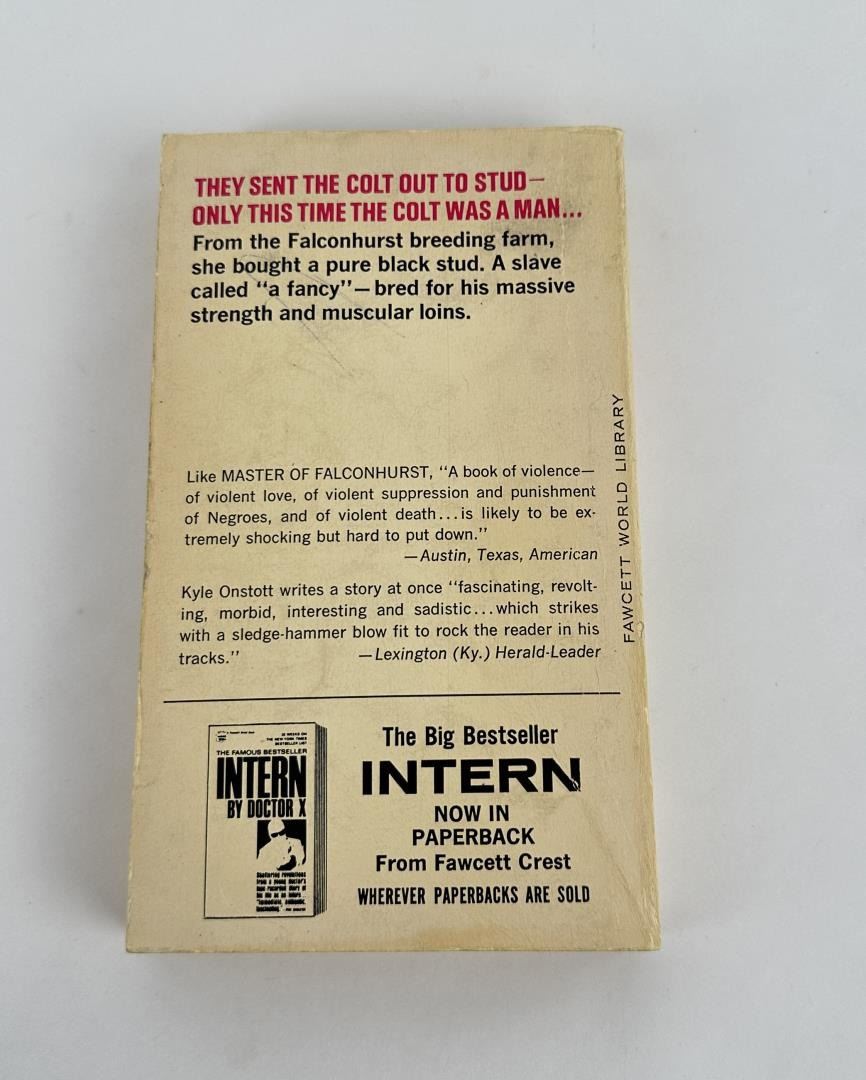 THEY SENT THE COLT OUT TO STUD—
ONLY THIS TIME THE COLT WAS A MAN...
From the Falconhurst breeding farm,
she bought a pure black stud. A slave
called "a fancy"—bred for his massive
strength and muscular loins.
Like MASTER OF FALCONHURST, "A book of violence—
of violent love, of violent suppression and punishment
of Negroes, and of violent death...is likely to be ex-
tremely shocking but hard to put down."
—Austin, Texas, American
Kyle Onstott writes a story at once "fascinating, revolt-
ing, morbid, interesting and sadistic...which strikes
with a sledge-hammer blow fit to rock the reader in his
tracks." —Lexington (Ky.) Herald-Leader
FAWCETT WORLD LIBRARY
THE FAMOUS BESTSELLER
INTERN
BY DOCTOR X
The Big Bestseller
INTERN
NOW IN
PAPERBACK
From Fawcett Crest
WHEREVER PAPERBACKS ARE SOLD